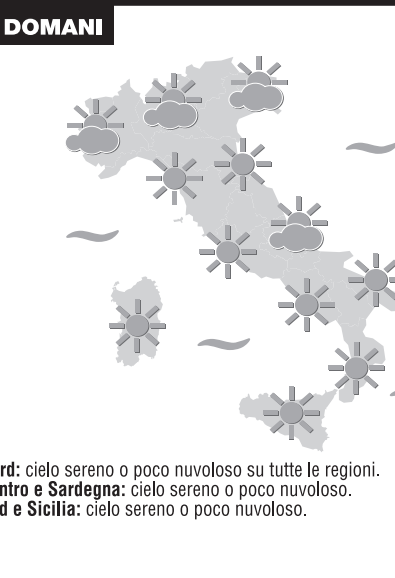 DOMANI
rd: cielo sereno o poco nuvoloso su tutte le regioni.
ntro e Sardegna: cielo sereno o poco nuvoloso.
d e Sicilia: cielo sereno o poco nuvoloso.